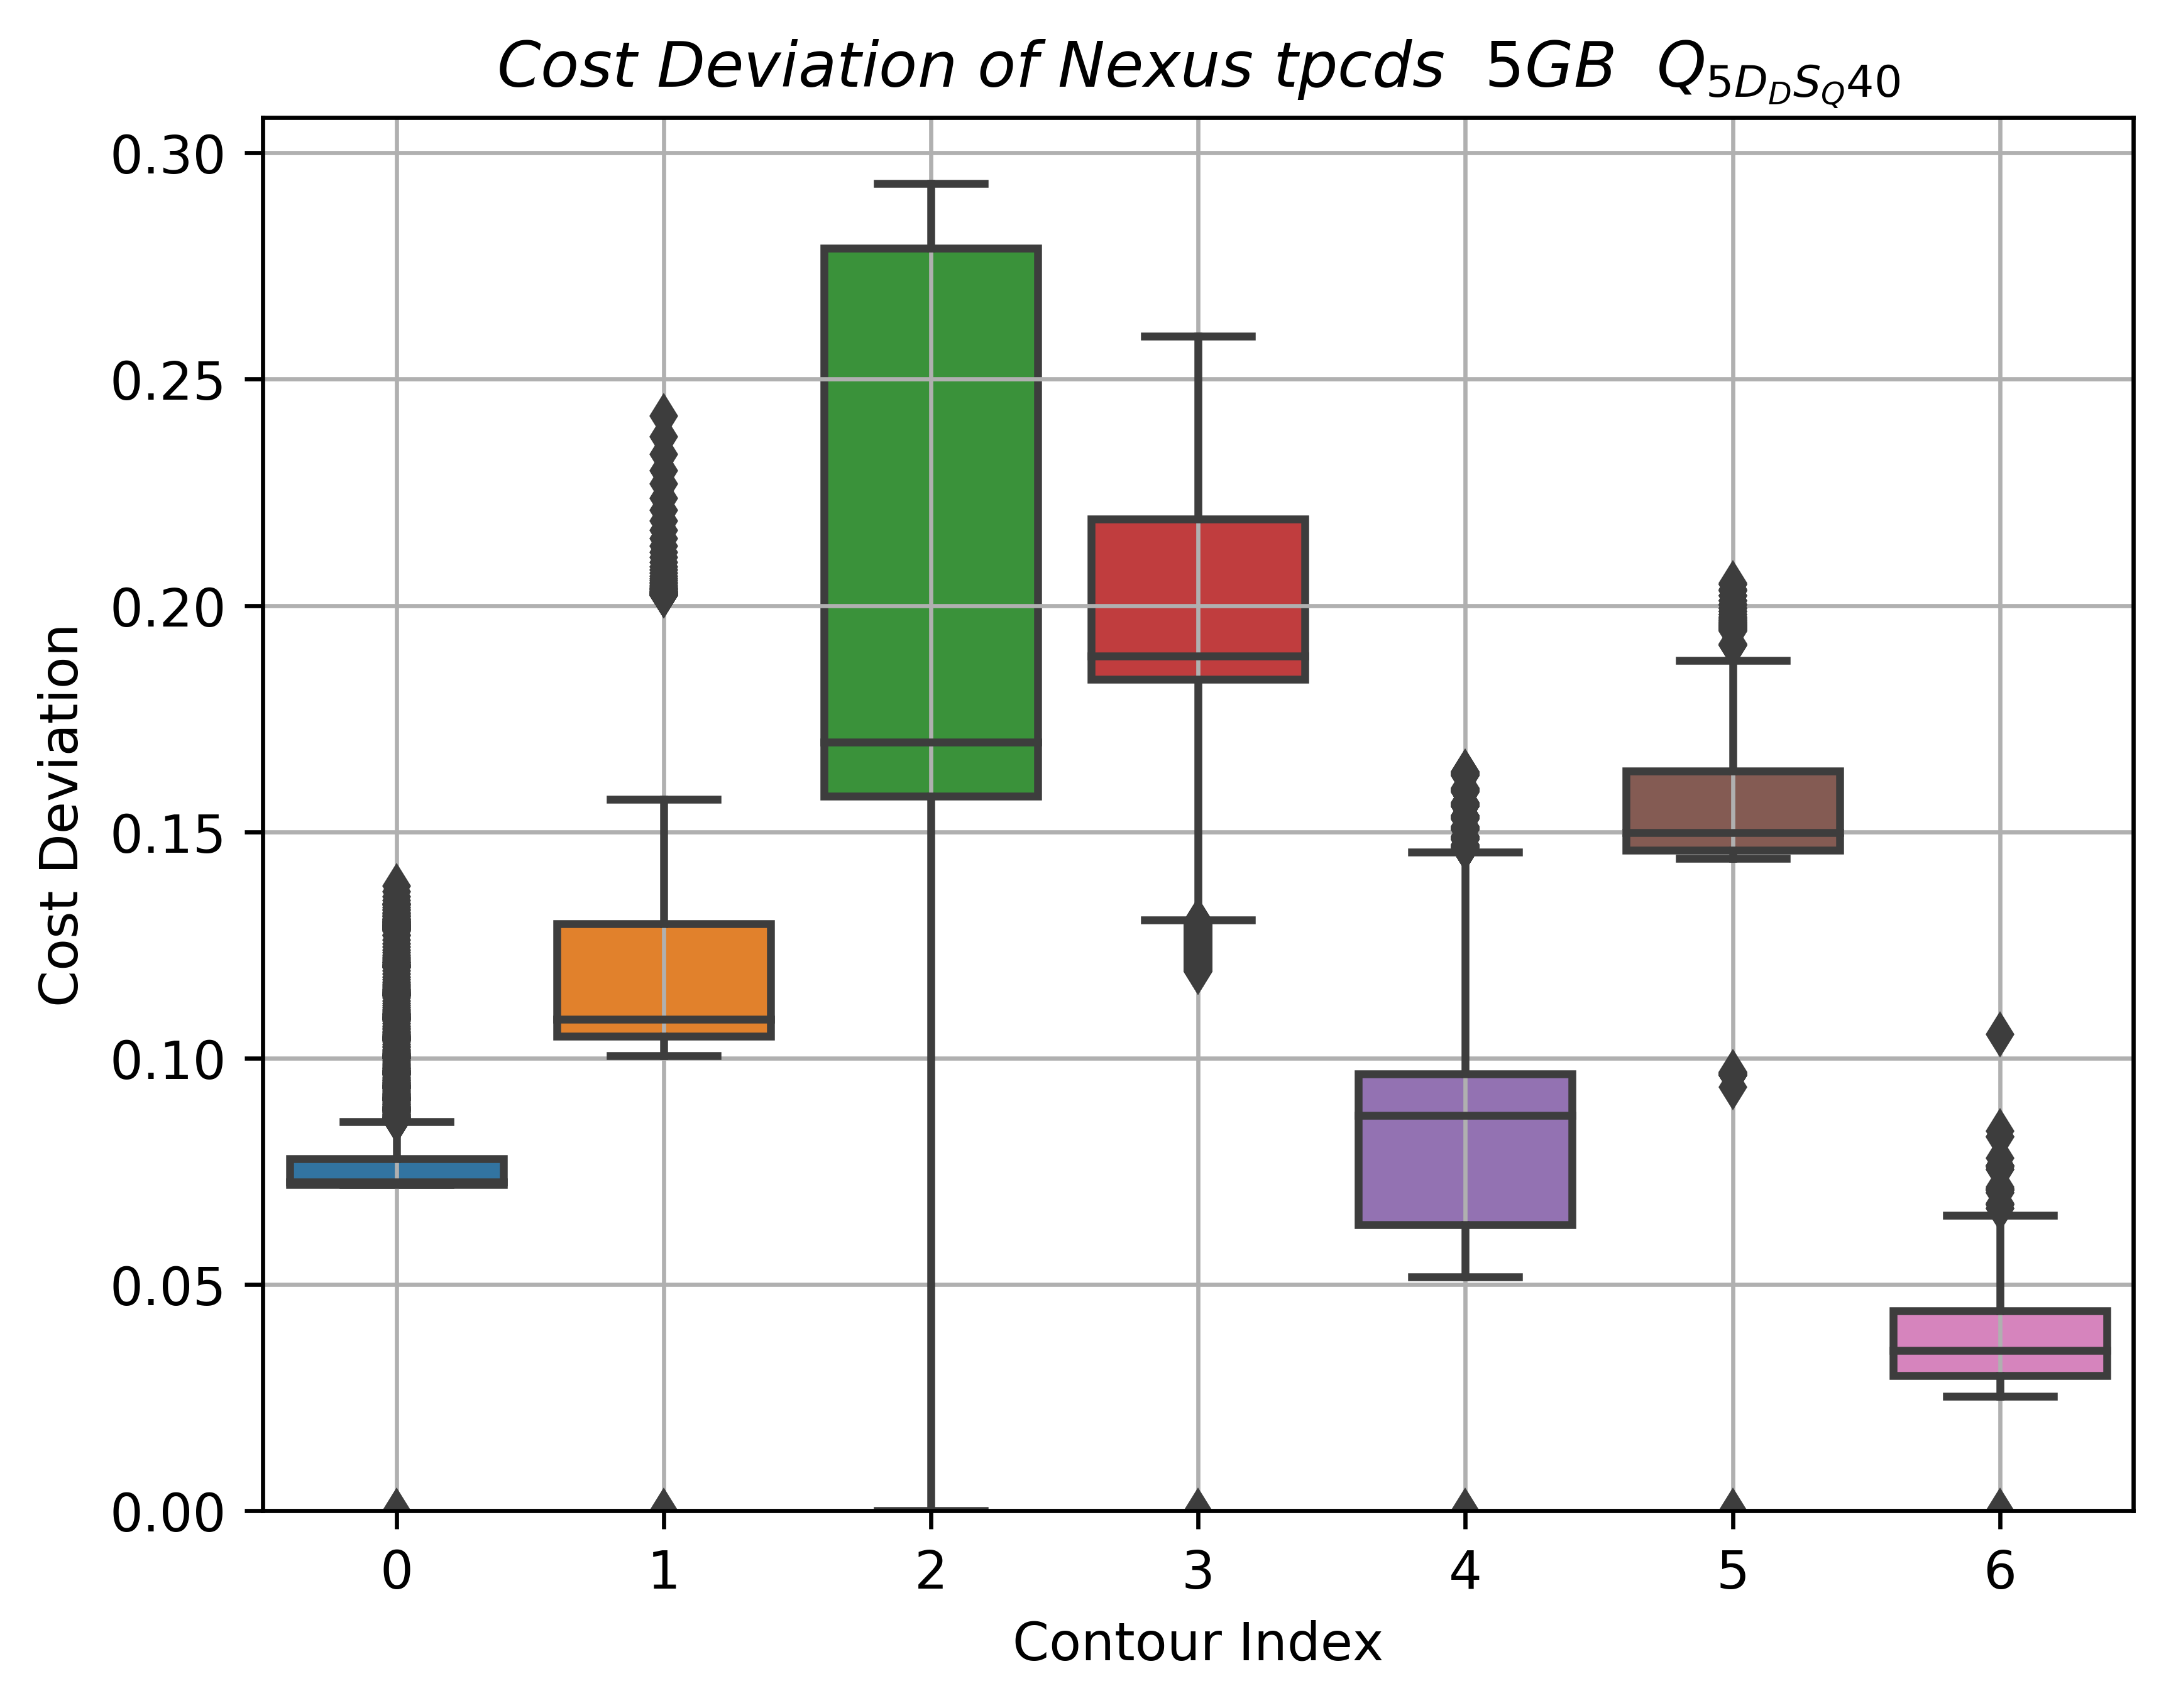 Cost Deviation of Nexus tpcds 5GB Q5D_DS_Q40
0.30
0.25
0.20
0.15
0.10
0.05
0.00
Cost Deviation
0 1 2 3 4 5 6
Contour Index